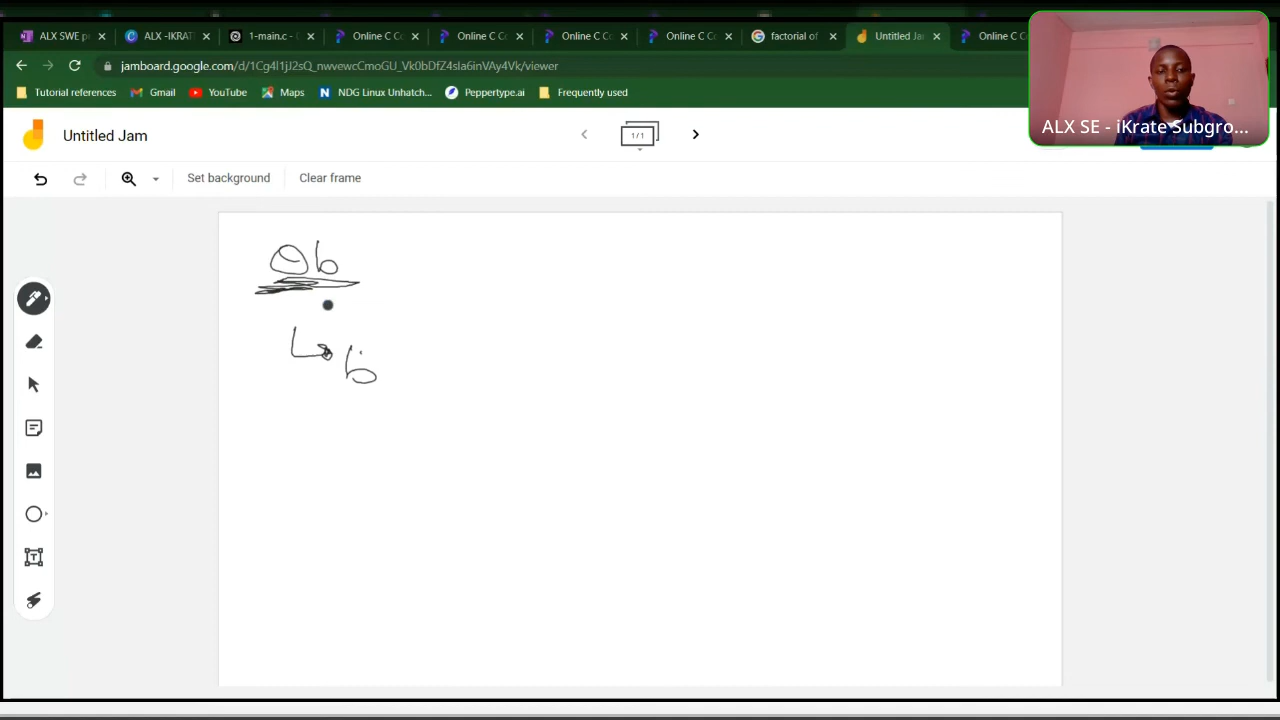 ALX SWE p
ALX -IKRAT
1-main.c - C
Online C Co
Online C Co
Online C Co
Online C Co
factorial of
Untitled Ja
Online C C
jamboard.google.com/d/1Cg4l1jJ2sQ_nwvewcCmoGU_Vk0bDfZ4sla6inVAy4Vk/viewer
Tutorial references
Gmail
YouTube
Maps
NDG Linux Unhatch...
Peppertype.ai
Frequently used
ALX SE - iKrate Subgro...
Untitled Jam
1/1
Set background
Clear frame
b